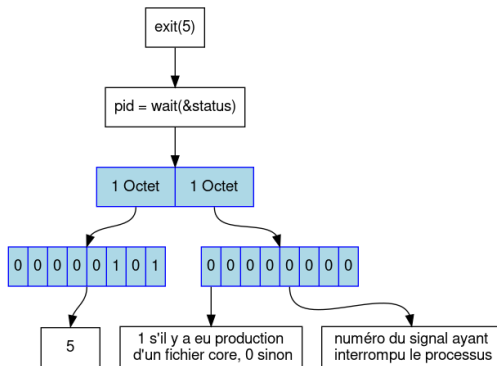 exit(5)
pid = wait(&status)
1 Octet 1 Octet
0 0 0 0 0 1 0 1 0 0 0 0 0 0 0 0
5
1 s'il y a eu production
d'un fichier core, 0 sinon
numéro du signal ayant
interrompu le processus